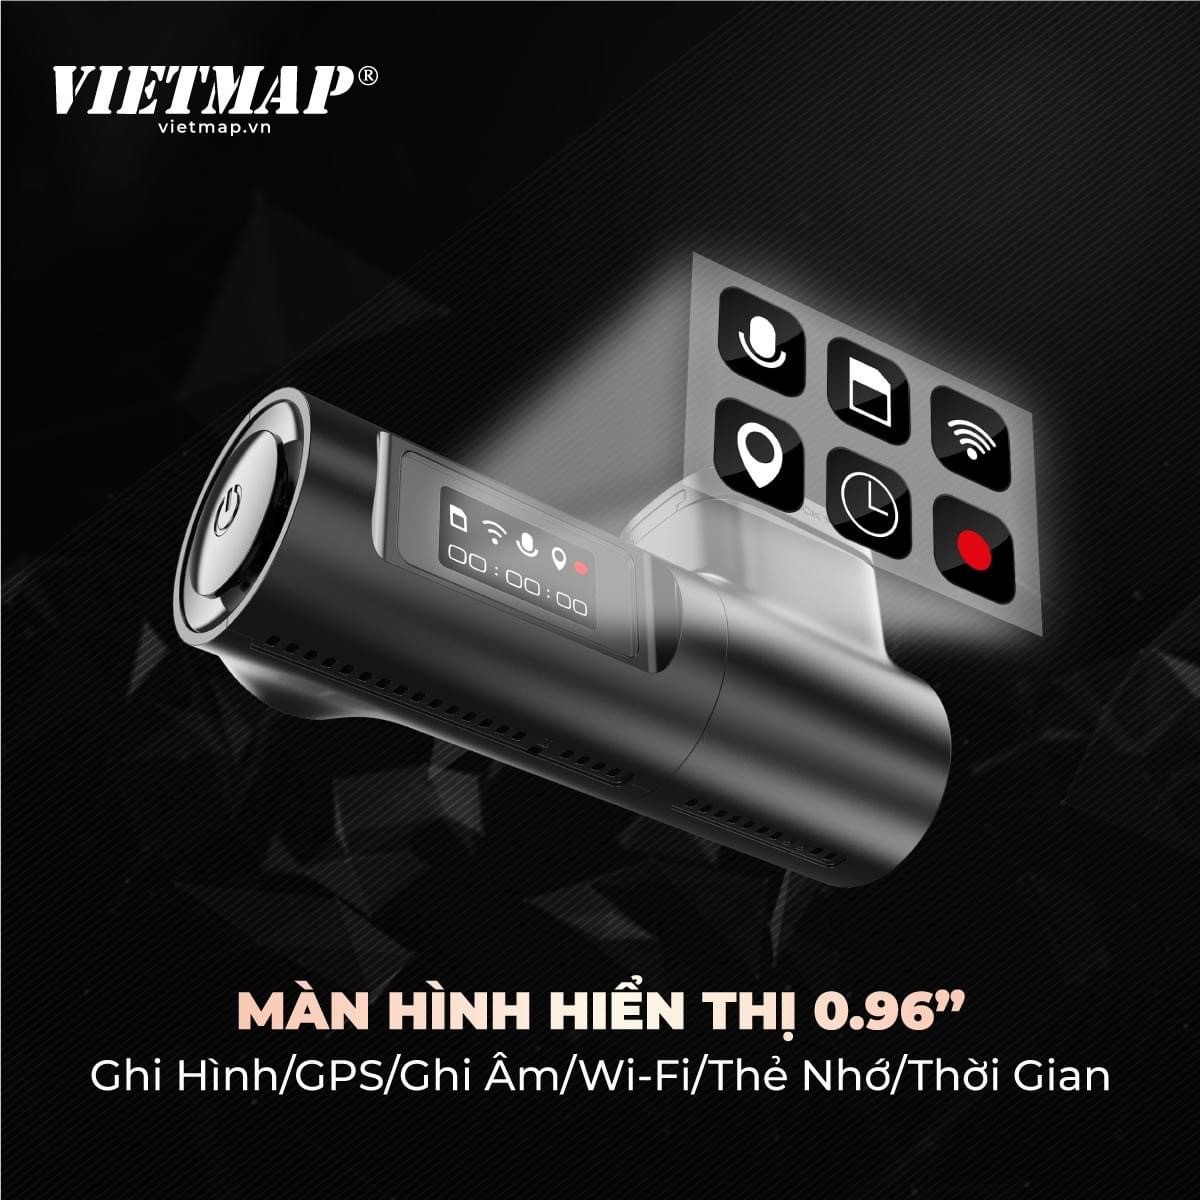 VIETMAP®
vietmap.vn
00:00:00
MÀN HÌNH HIỂN THỊ 0.96”
Ghi Hình/GPS/Ghi Âm/Wi-Fi/Thẻ Nhớ/Thời Gian